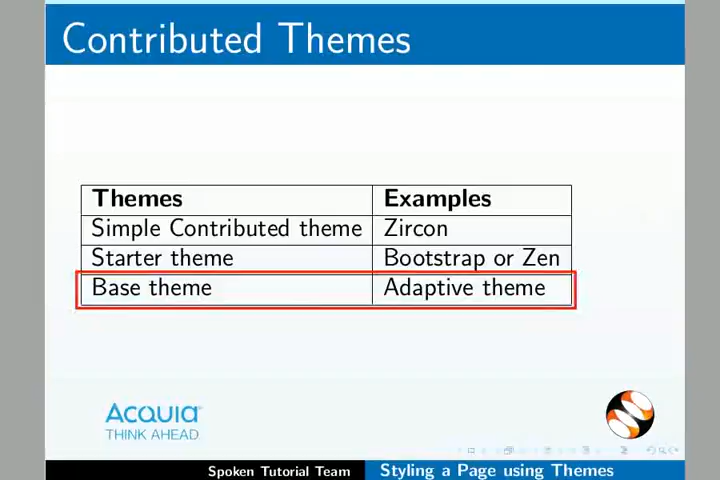 Contributed Themes
Themes Examples
Simple Contributed theme Zircon
Starter theme Bootstrap or Zen
Base theme Adaptive theme
ACQUIA
THINK AHEAD.
Spoken Tutorial Team Styling a Page using Themes